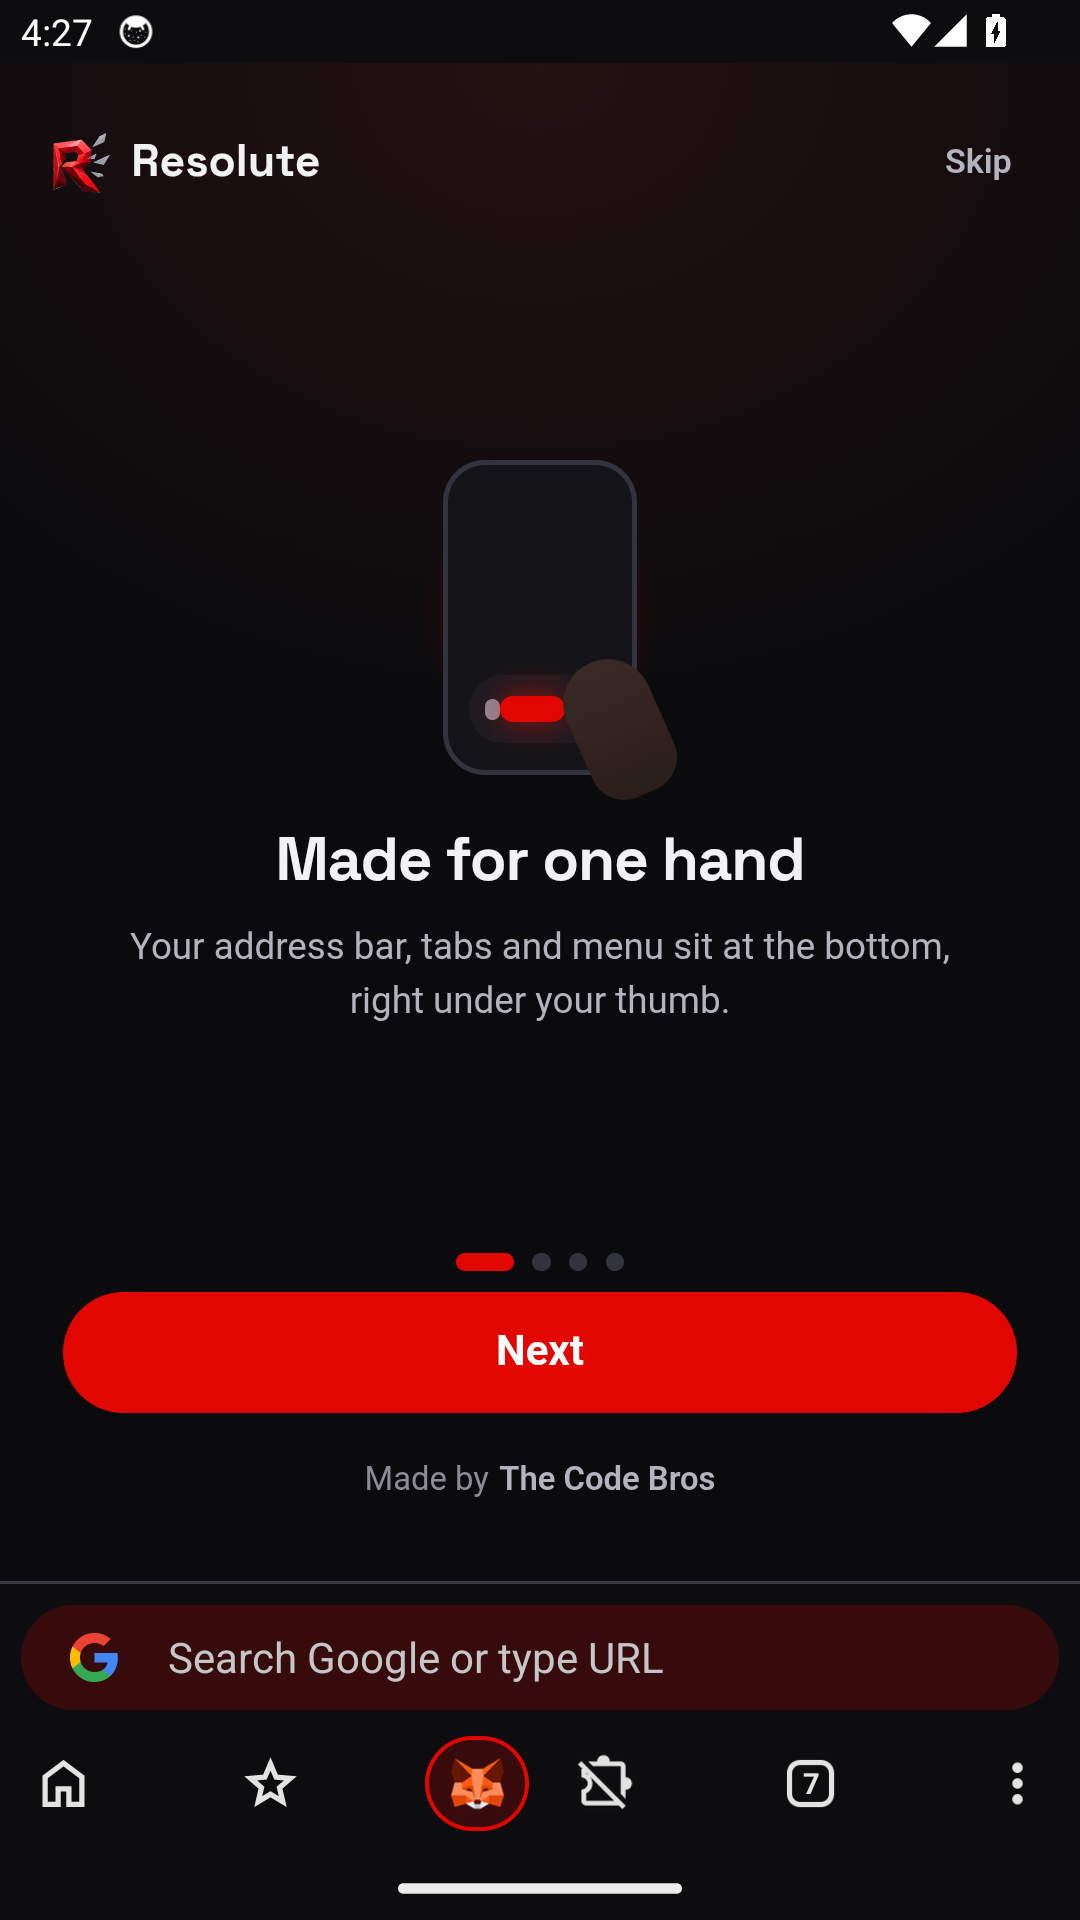 4:27
Resolute
Skip
Made for one hand
Your address bar, tabs and menu sit at the bottom,
right under your thumb.
Next
Made by The Code Bros
Search Google or type URL
7